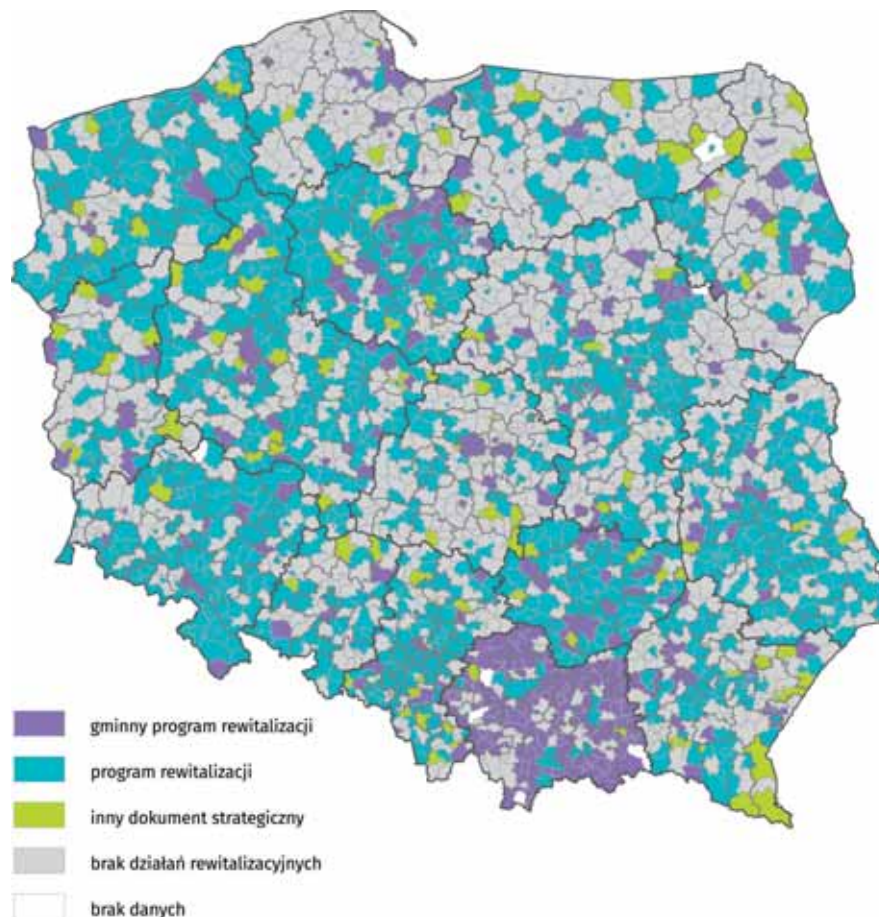 gminny program rewitalizacji
program rewitalizacji
inny dokument strategiczny
brak działań rewitalizacyjnych
brak danych